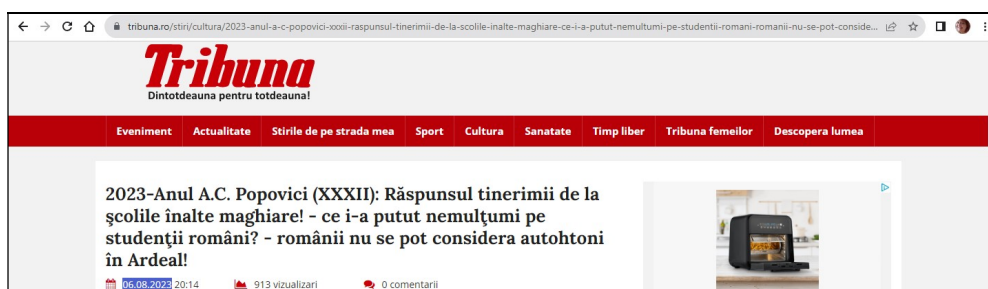 tribuna.ro/stiri/cultura/2023-anul-a-c-popovici-xxxii-raspunsul-tinerimii-de-la-scolile-inalte-maghiare-ce-i-a-putut-nemultumi-pe-studentii-romani-romanii-nu-se-pot-conside...
Tribuna
Dintotdeauna pentru totdeauna!
Eveniment Actualitate Stirile de pe strada mea Sport Cultura Sanatate Timp liber Tribuna femeilor Descopera lumea
2023-Anul A.C. Popovici (XXXII): Răspunsul tinerimii de la
şcolile înalte maghiare! - ce i-a putut nemulţumi pe
studenţii români? - românii nu se pot considera autohtoni
în Ardeal!
06.08.2023 20:14 913 vizualizari 0 comentarii